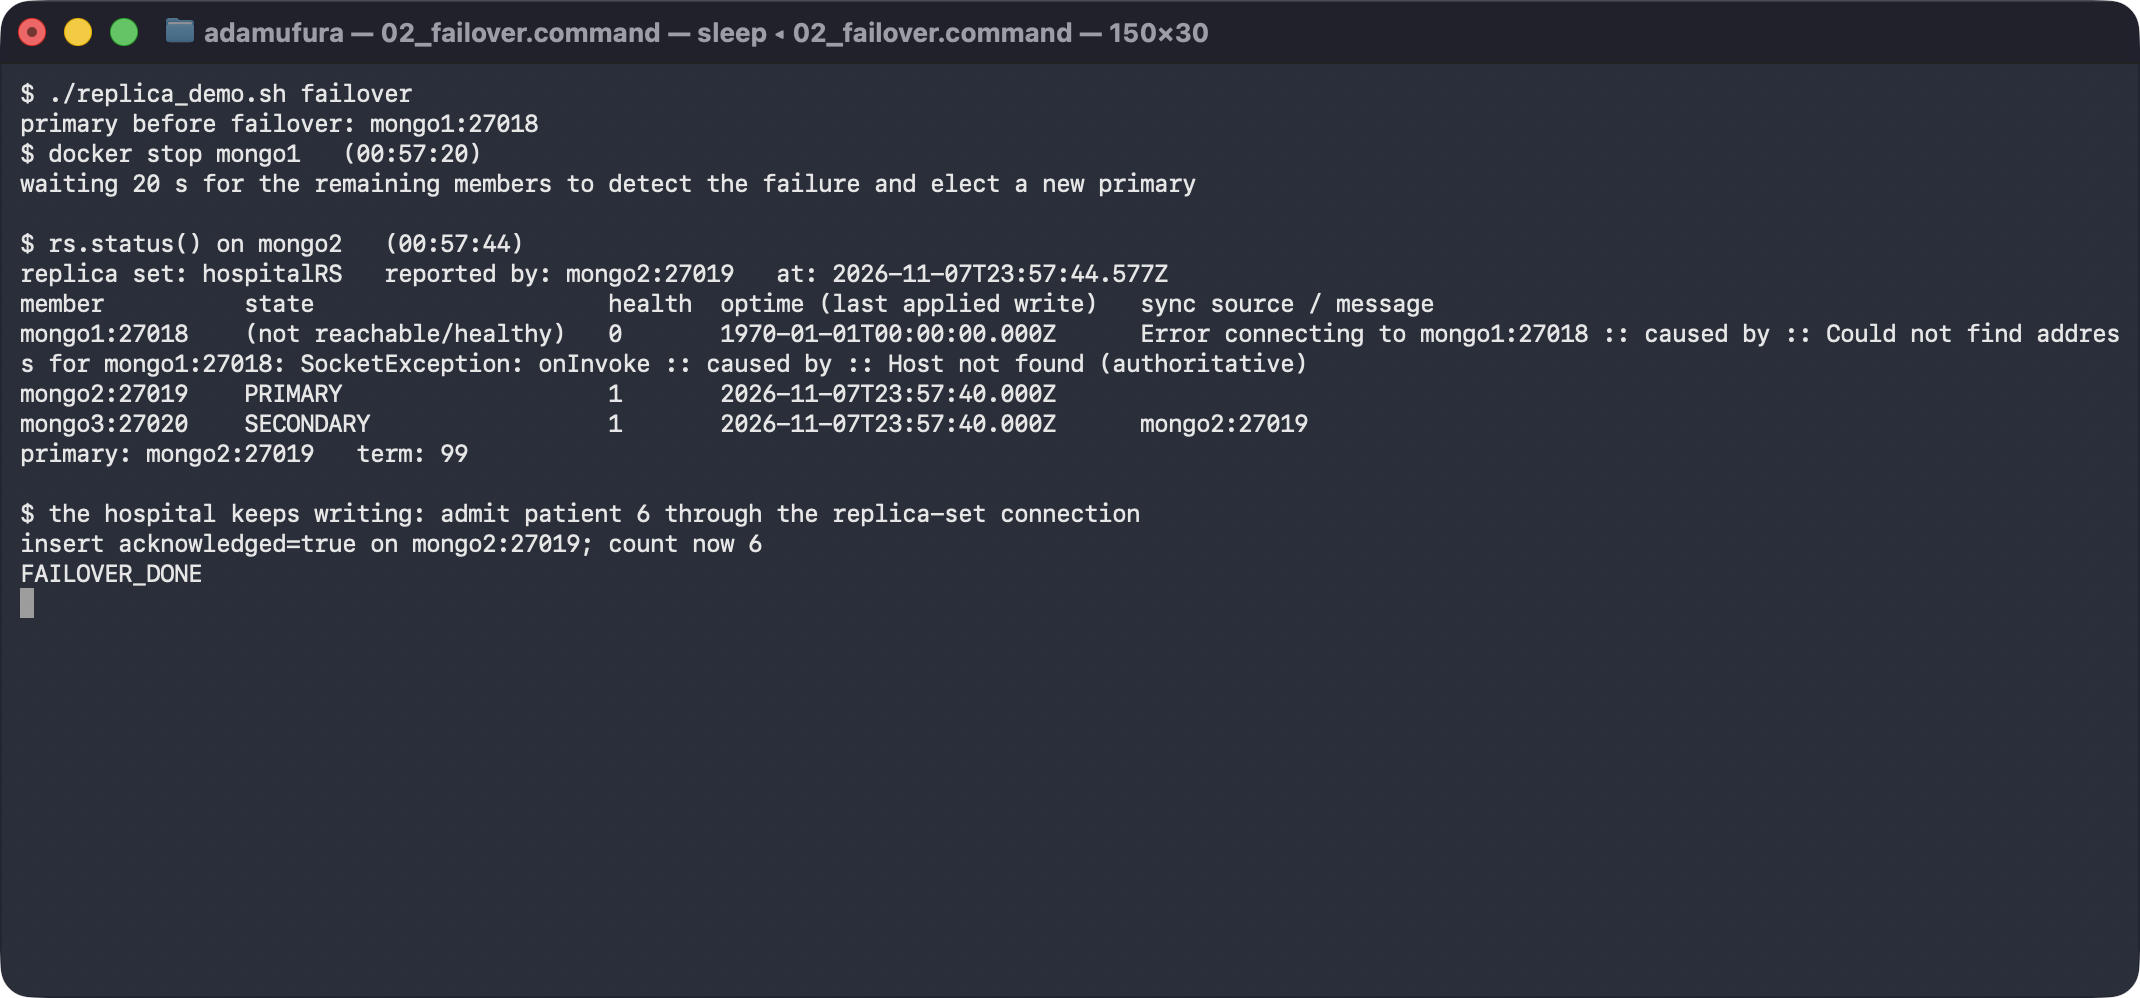 adamufura — 02_failover.command — sleep ◂ 02_failover.command — 150×30
$ ./replica_demo.sh failover
primary before failover: mongo1:27018
$ docker stop mongo1   (00:57:20)
waiting 20 s for the remaining members to detect the failure and elect a new primary
$ rs.status() on mongo2   (00:57:44)
replica set: hospitalRS   reported by: mongo2:27019   at: 2026-11-07T23:57:44.577Z
member          state                     health  optime (last applied write)   sync source / message
mongo1:27018    (not reachable/healthy)   0       1970-01-01T00:00:00.000Z      Error connecting to mongo1:27018 :: caused by :: Could not find addres
s for mongo1:27018: SocketException: onInvoke :: caused by :: Host not found (authoritative)
mongo2:27019    PRIMARY                   1       2026-11-07T23:57:40.000Z
mongo3:27020    SECONDARY                 1       2026-11-07T23:57:40.000Z      mongo2:27019
primary: mongo2:27019   term: 99
$ the hospital keeps writing: admit patient 6 through the replica-set connection
insert acknowledged=true on mongo2:27019; count now 6
FAILOVER_DONE